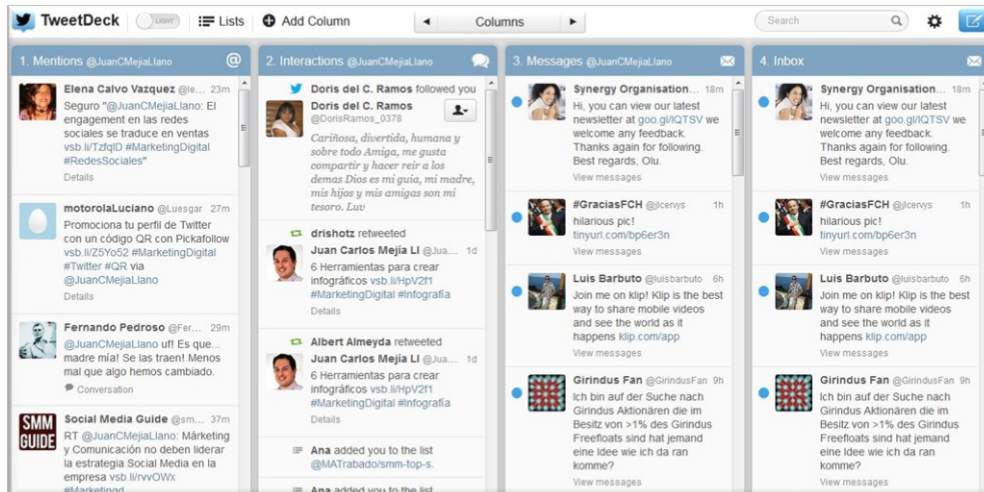 TweetDeck LIGHT Lists Add Column Columns Search
1. Mentions @JuanCMejiaLlano @
Elena Calvo Vazquez @le... 23m
Seguro "@JuanCMejiaLlano: El
engagement en las redes
sociales se traduce en ventas
vsb.li/TzfqlD #MarketingDigital
#RedesSociales"
Details
motorolaLuciano @Luesgar 27m
Promociona tu perfil de Twitter
con un código QR con Pickafollow
vsb.li/Z5Yo52 #MarketingDigital
#Twitter #QR via
@JuanCMejiaLlano
Details
Fernando Pedroso @Fer... 29m
@JuanCMejiaLlano uf! Es que...
madre mía! Se las traen! Menos
mal que algo hemos cambiado.
Conversation
SMM
GUIDE
Social Media Guide @sm... 37m
RT @JuanCMejiaLlano: Márketing
y Comunicación no deben liderar
la estrategia Social Media en la
empresa vsb.li/rvvOWx
#Marketingd
2. Interactions @JuanCMejiaLlano
Doris del C. Ramos followed you
Doris del C. Ramos
@DorisRamos_0378
Cariñosa, divertida, humana y
sobre todo Amiga, me gusta
compartir y hacer reir a los
demas Dios es mi guia, mi madre,
mis hijos y mis amigas son mi
tesoro. Luv
drishotz retweeted
Juan Carlos Mejía Ll @Jua... 1d
6 Herramientas para crear
infográficos vsb.li/HpV2f1
#MarketingDigital #Infografía
Details
Albert Almeyda retweeted
Juan Carlos Mejía Ll @Jua... 1d
6 Herramientas para crear
infográficos vsb.li/HpV2f1
#MarketingDigital #Infografía
Details
Ana added you to the list
@MATrabado/smm-top-s.
Ana added you to the list
3. Messages @JuanCMejiaLlano
Synergy Organisation... 18m
Hi, you can view our latest
newsletter at goo.gl/IQTSV we
welcome any feedback.
Thanks again for following.
Best regards, Olu.
View messages
#GraciasFCH @jlcervys 1h
hilarious pic!
tinyurl.com/bp6er3n
View messages
Luis Barbuto @luisbarbuto 6h
Join me on klip! Klip is the best
way to share mobile videos
and see the world as it
happens klip.com/app
View messages
Girindus Fan @GirindusFan 9h
Ich bin auf der Suche nach
Girindus Aktionären die im
Besitz von >1% des Girindus
Freefloats sind hat jemand
eine Idee wie ich da ran
komme?
View messages
4. Inbox
Synergy Organisation... 18m
Hi, you can view our latest
newsletter at goo.gl/IQTSV we
welcome any feedback.
Thanks again for following.
Best regards, Olu.
View messages
#GraciasFCH @jlcervys 1h
hilarious pic!
tinyurl.com/bp6er3n
View messages
Luis Barbuto @luisbarbuto 6h
Join me on klip! Klip is the best
way to share mobile videos
and see the world as it
happens klip.com/app
View messages
Girindus Fan @GirindusFan 9h
Ich bin auf der Suche nach
Girindus Aktionären die im
Besitz von >1% des Girindus
Freefloats sind hat jemand
eine Idee wie ich da ran
komme?
View messages